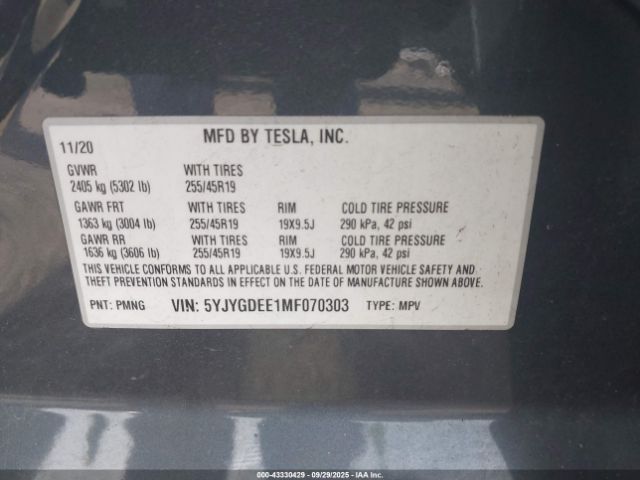 11/20 MFD BY TESLA, INC.
GVWR WITH TIRES
2405 kg (5302 lb) 255/45R19
GAWR FRT WITH TIRES RIM COLD TIRE PRESSURE
1363 kg (3004 lb) 255/45R19 19X9.5J 290 kPa, 42 psi
GAWR RR WITH TIRES RIM COLD TIRE PRESSURE
1636 kg (3606 lb) 255/45R19 19X9.5J 290 kPa, 42 psi
THIS VEHICLE CONFORMS TO ALL APPLICABLE U.S. FEDERAL MOTOR VEHICLE SAFETY AND
THEFT PREVENTION STANDARDS IN EFFECT ON THE DATE OF MANUFACTURE SHOWN ABOVE.
PNT: PMNG VIN: 5YJYGDEE1MF070303 TYPE: MPV
000-43330429 - 09/29/2025 - IAA Inc.